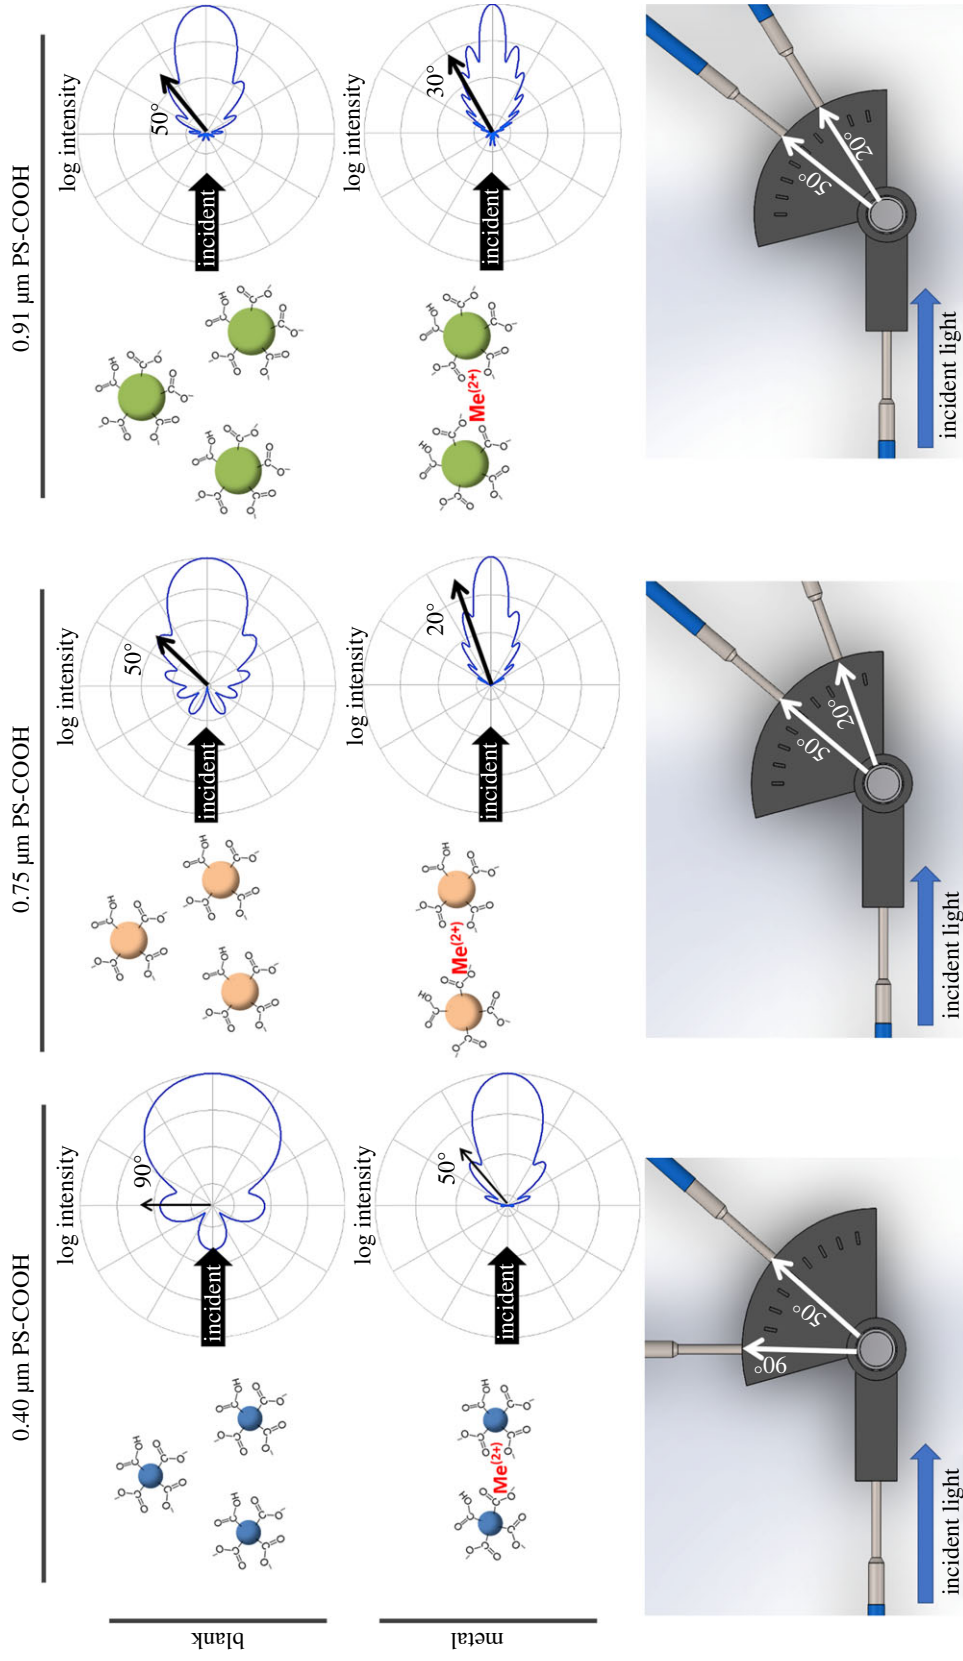 0.40 µm PS-COOH
0.75 µm PS-COOH
0.91 µm PS-COOH
blank
log intensity
90°
incident
log intensity
50°
incident
log intensity
50°
incident
metal
Me(2+)
log intensity
50°
incident
Me(2+)
log intensity
20°
incident
Me(2+)
log intensity
30°
incident
90°
50°
incident light
50°
20°
incident light
50°
20°
incident light